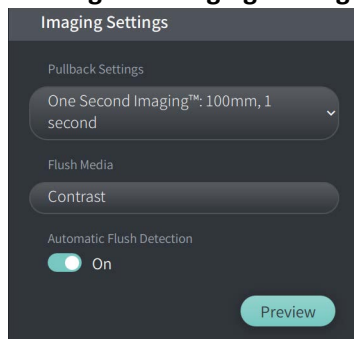 Imaging Settings
Pullback Settings
One Second Imaging™: 100mm, 1
second
Flush Media
Contrast
Automatic Flush Detection
On
Preview